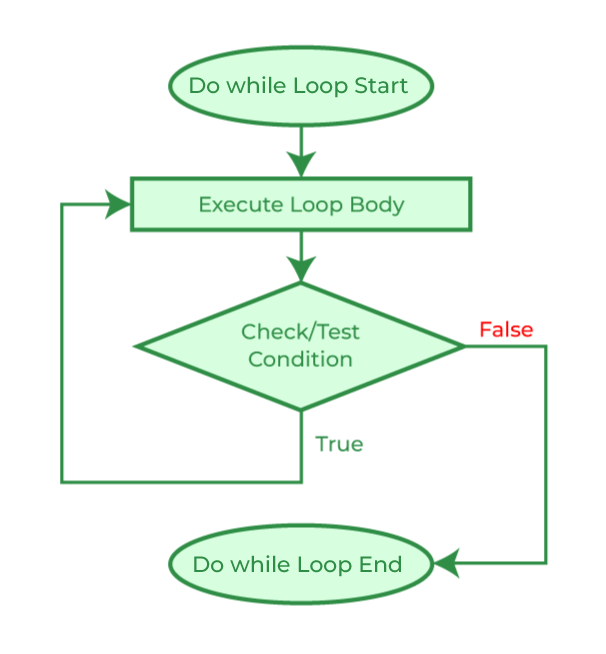 Do while Loop Start
Execute Loop Body
Check/Test
Condition
False
True
Do while Loop End